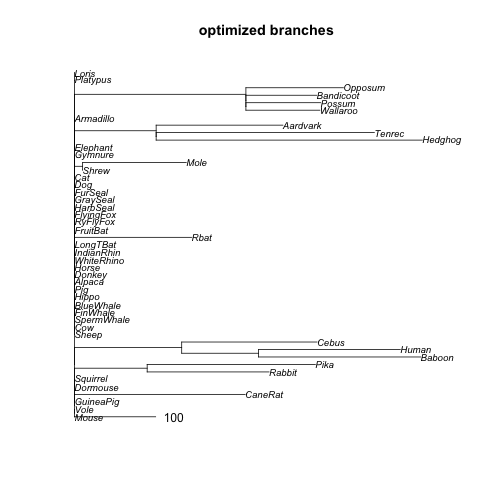 optimized branches
Loris
Platypus
Opposum
Bandicoot
Possum
Wallaroo
Armadillo
Aardvark
Tenrec
Hedghog
Elephant
Gymnure
Mole
Shrew
Cat
Dog
FurSeal
GraySeal
HarbSeal
FlyingFox
RyFlyFox
FruitBat
Rbat
LongTBat
IndianRhin
WhiteRhino
Horse
Donkey
Alpaca
Pig
Hippo
BlueWhale
FinWhale
SpermWhale
Cow
Sheep
Cebus
Human
Baboon
Pika
Rabbit
Squirrel
Dormouse
CaneRat
GuineaPig
Vole
Mouse
100